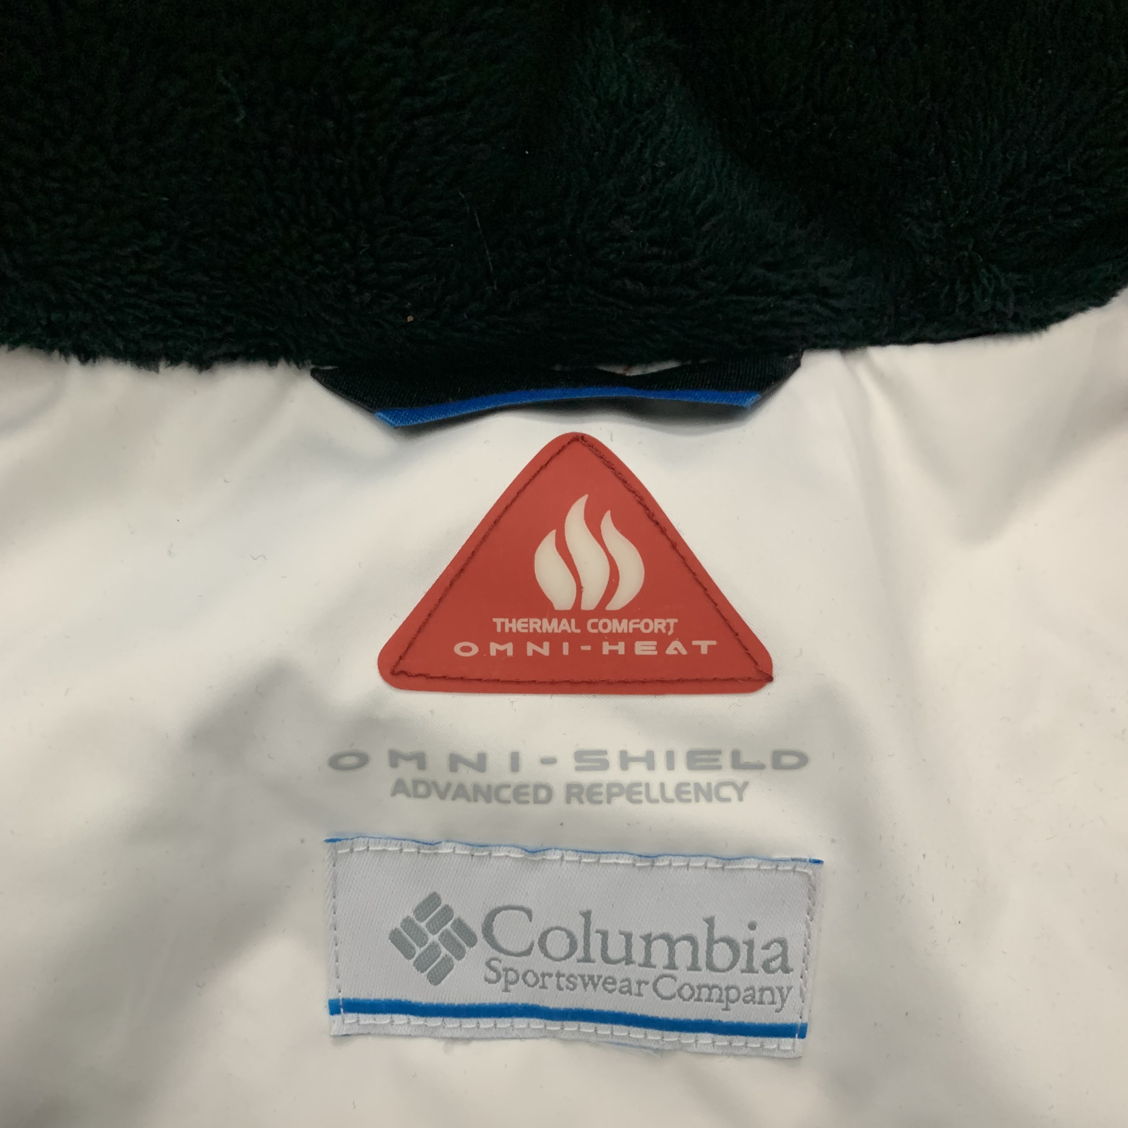 THERMAL COMFORT
OMNI-HEAT
OMNI-SHIELD
ADVANCED REPELLENCY
Columbia
Sportswear Company